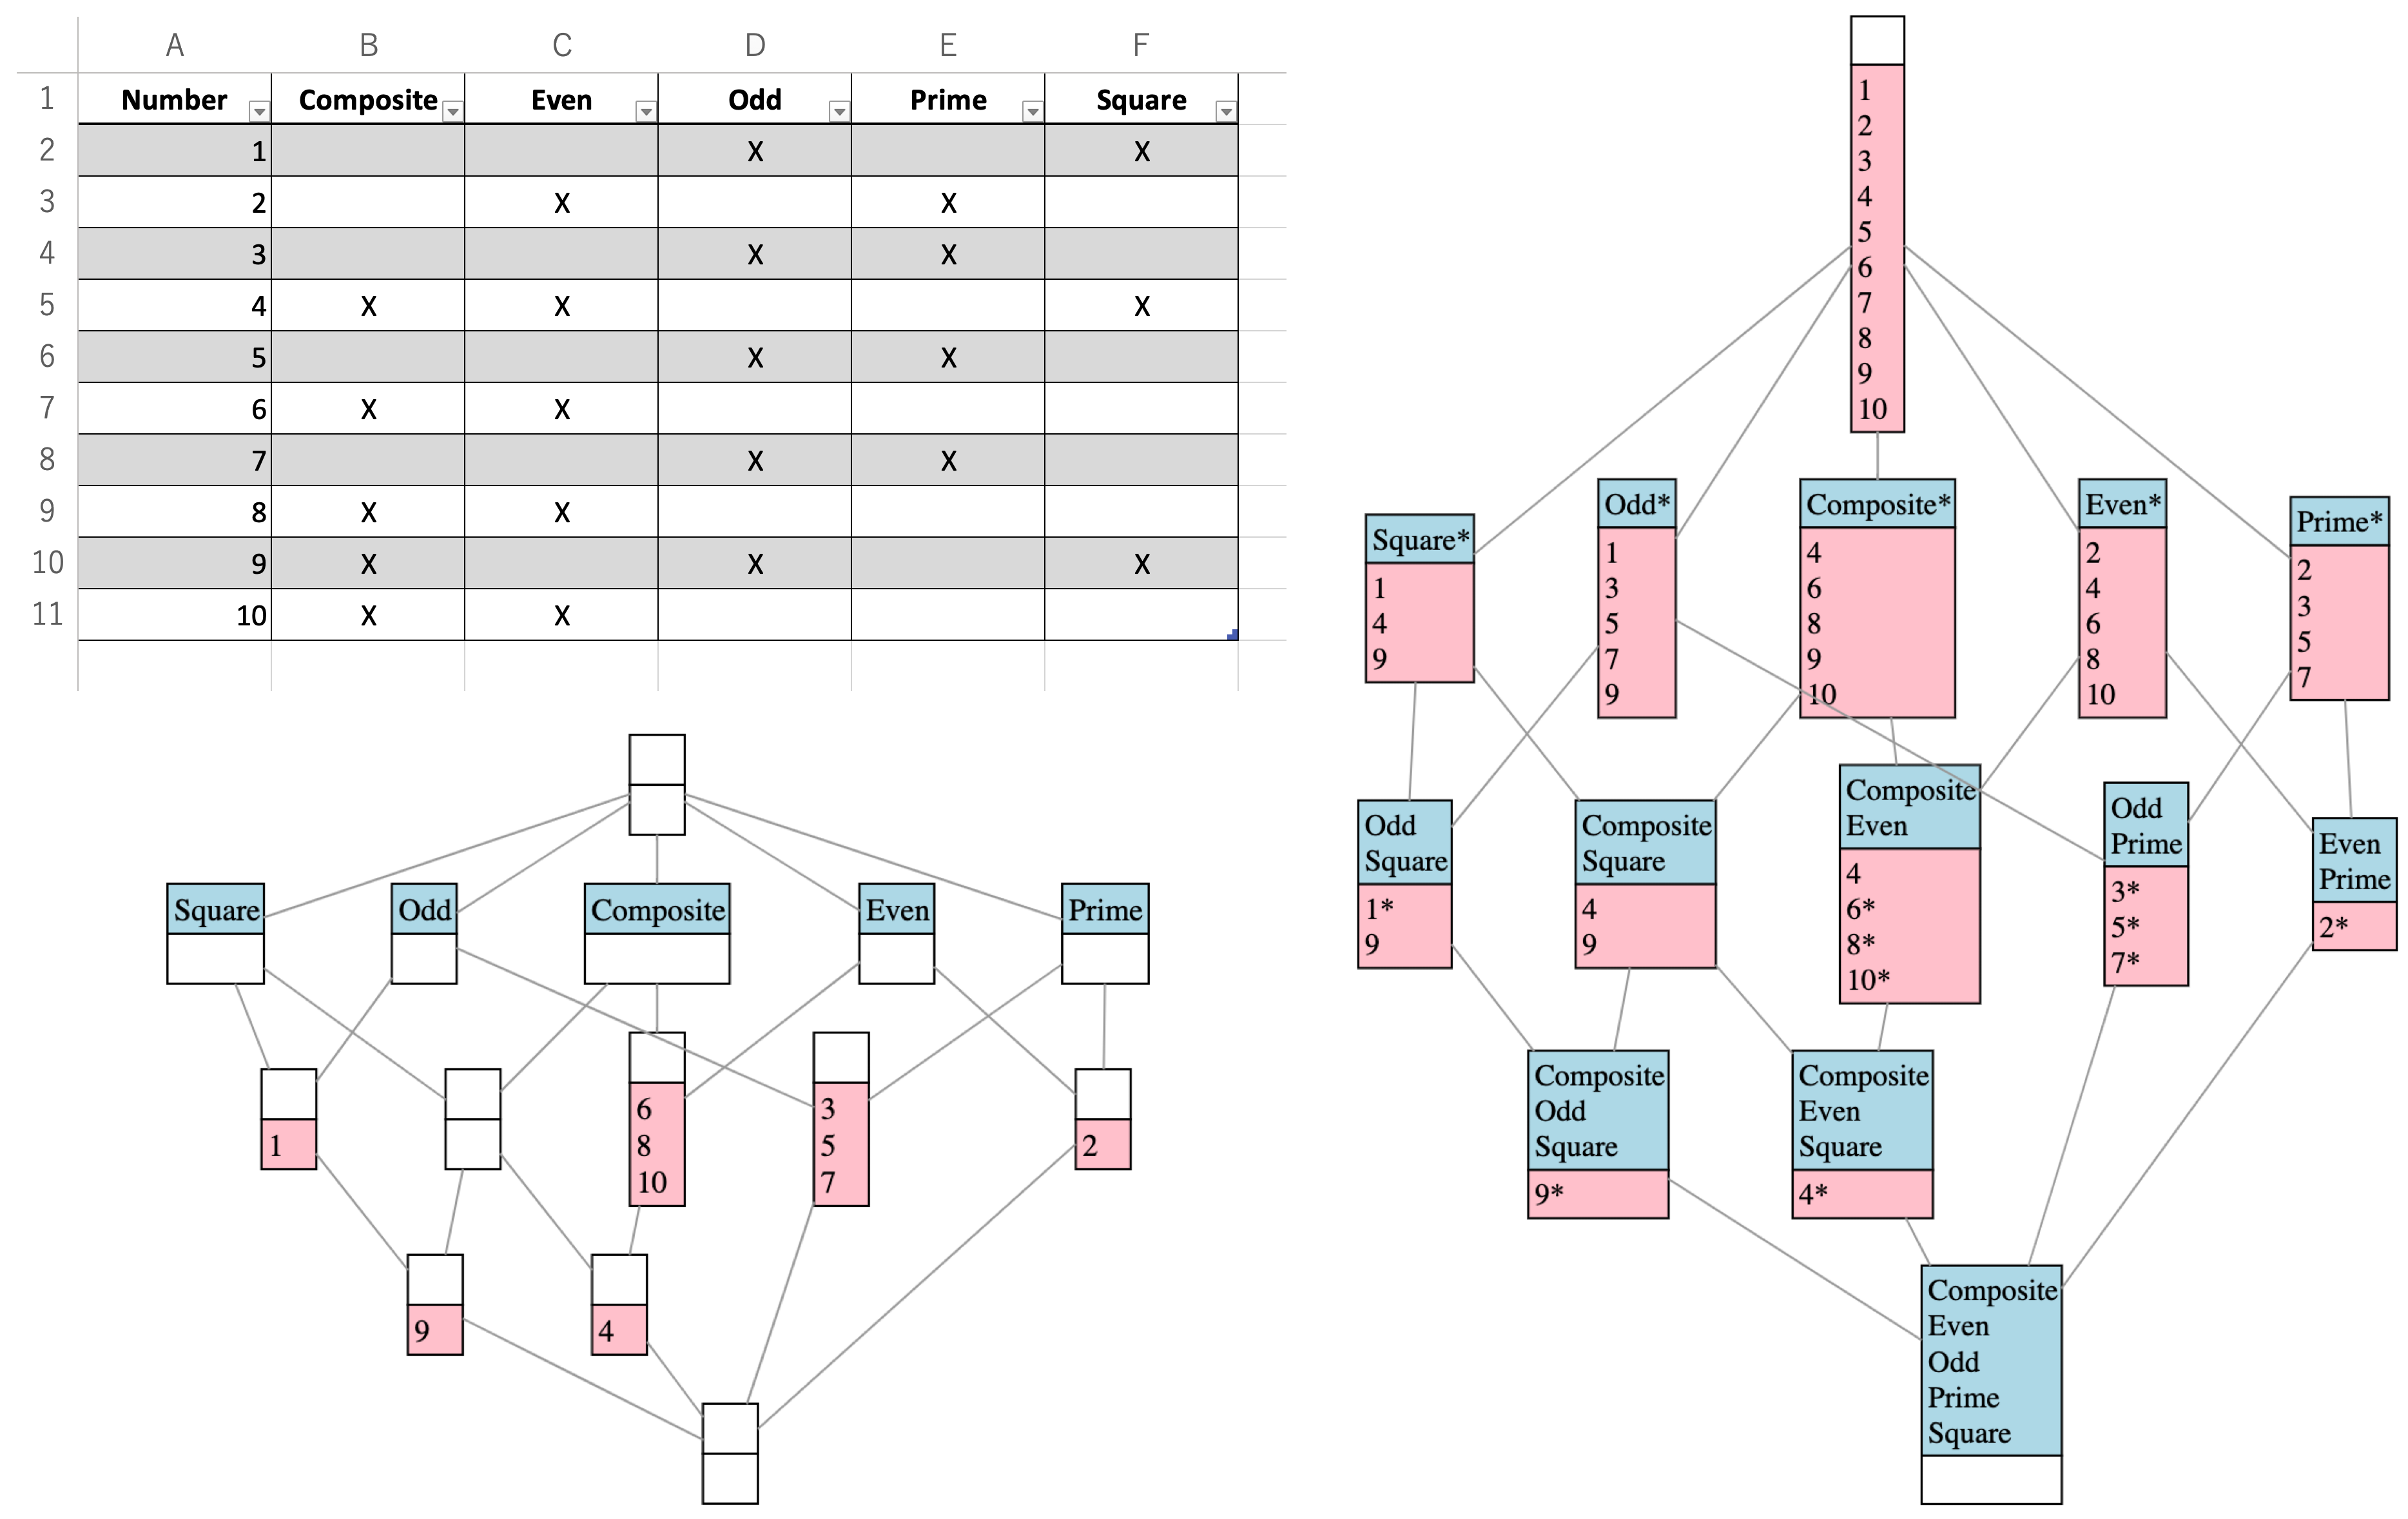 A B C D E F
1 Number Composite Even Odd Prime Square
2 1 X X
3 2 X X
4 3 X X
5 4 X X X
6 5 X X
7 6 X X
8 7 X X
9 8 X X
10 9 X X X
11 10 X X
Square Odd Composite Even Prime
1
6
8
10
3
5
7
2
9
4
1
2
3
4
5
6
7
8
9
10
Square*
1
4
9
Odd*
1
3
5
7
9
Composite*
4
6
8
9
10
Even*
2
4
6
8
10
Prime*
2
3
5
7
Odd
Square
1*
9
Composite
Square
4
9
Composite
Even
4
6*
8*
10*
Odd
Prime
3*
5*
7*
Even
Prime
2*
Composite
Odd
Square
9*
Composite
Even
Square
4*
Composite
Even
Odd
Prime
Square